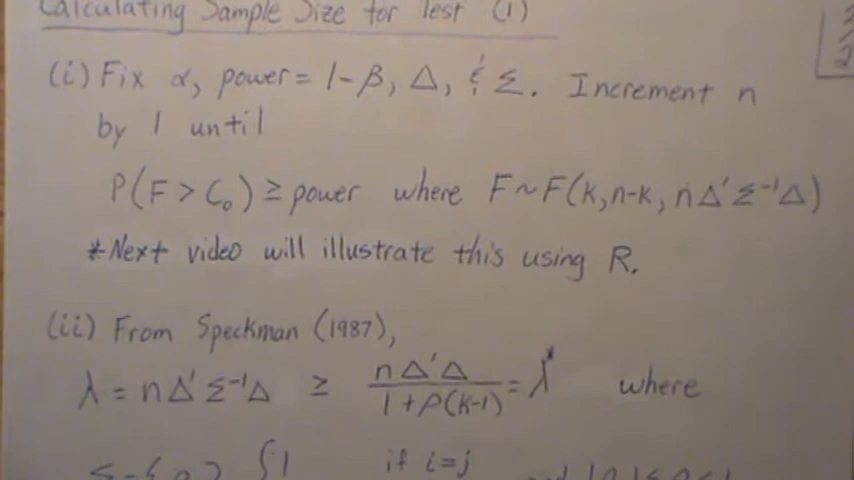 Calculating Sample Size for Test (1)
(i) Fix α, power = 1-β, Δ, & Σ. Increment n
by 1 until
P(F > C₀) ≥ power where F~F(k, n-k, nΔ'Σ⁻¹Δ)
*Next video will illustrate this using R.
(ii) From Speckman (1987),
λ = nΔ'Σ⁻¹Δ ≥ nΔ'Δ / 1+ρ(k-1) = λ* where
if i=j